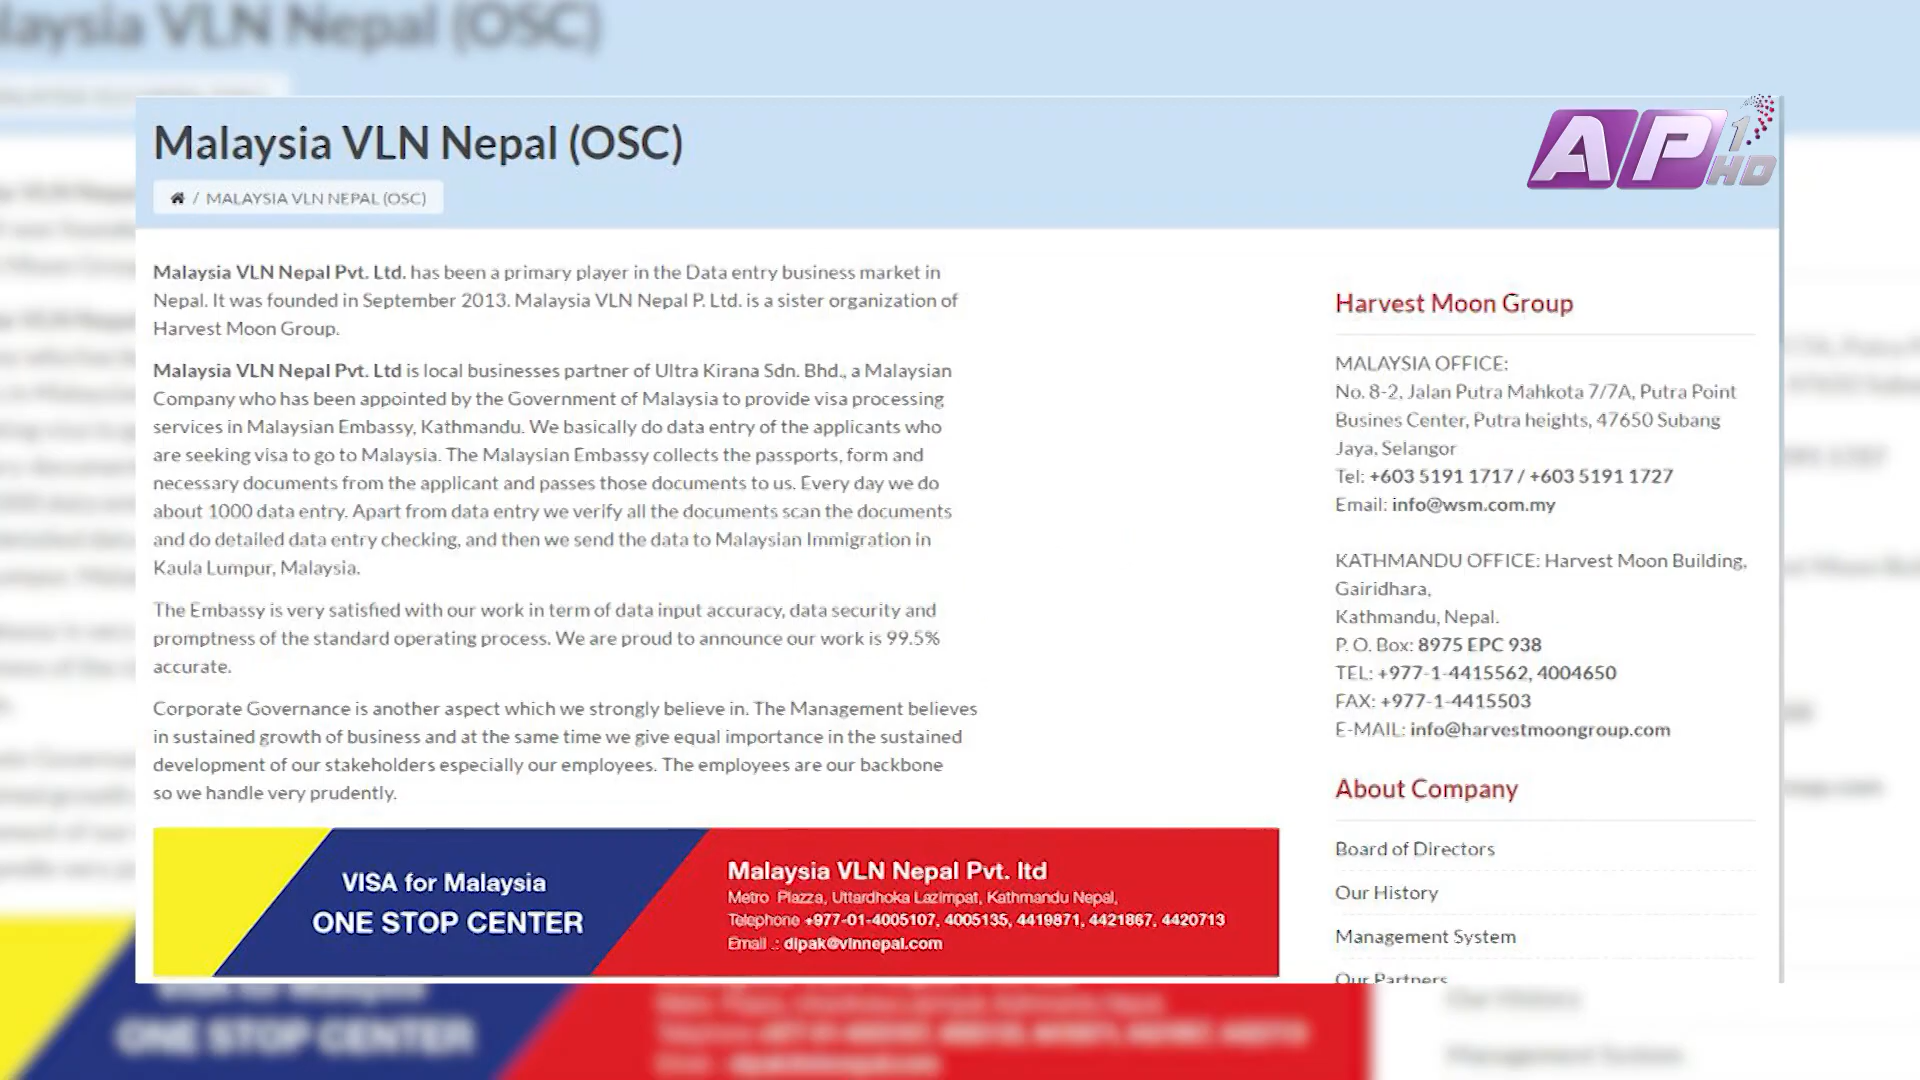 Malaysia VLN Nepal (OSC)
/ MALAYSIA VLN NEPAL (OSC)
AP1 HD
Malaysia VLN Nepal Pvt. Ltd. has been a primary player in the Data entry business market in
Nepal. It was founded in September 2013. Malaysia VLN Nepal P. Ltd. is a sister organization of
Harvest Moon Group.
Malaysia VLN Nepal Pvt. Ltd is local businesses partner of Ultra Kirana Sdn. Bhd., a Malaysian
Company who has been appointed by the Government of Malaysia to provide visa processing
services in Malaysian Embassy, Kathmandu. We basically do data entry of the applicants who
are seeking visa to go to Malaysia. The Malaysian Embassy collects the passports, form and
necessary documents from the applicant and passes those documents to us. Every day we do
about 1000 data entry. Apart from data entry we verify all the documents scan the documents
and do detailed data entry checking, and then we send the data to Malaysian Immigration in
Kaula Lumpur, Malaysia.
The Embassy is very satisfied with our work in term of data input accuracy, data security and
promptness of the standard operating process. We are proud to announce our work is 99.5%
accurate.
Corporate Governance is another aspect which we strongly believe in. The Management believes
in sustained growth of business and at the same time we give equal importance in the sustained
development of our stakeholders especially our employees. The employees are our backbone
so we handle very prudently.
VISA for Malaysia
ONE STOP CENTER
Malaysia VLN Nepal Pvt. ltd
Metro Plazza, Uttardhoka Lazimpat, Kathmandu Nepal,
Telephone +977-01-4005107, 4005135, 4419871, 4421867, 4420713
Email .: dipak@vlnnepal.com
Harvest Moon Group
MALAYSIA OFFICE:
No. 8-2, Jalan Putra Mahkota 7/7A, Putra Point
Busines Center, Putra heights, 47650 Subang
Jaya, Selangor
Tel: +603 5191 1717 / +603 5191 1727
Email: info@wsm.com.my
KATHMANDU OFFICE: Harvest Moon Building,
Gairidhara,
Kathmandu, Nepal.
P. O. Box: 8975 EPC 938
TEL: +977-1-4415562, 4004650
FAX: +977-1-4415503
E-MAIL: info@harvestmoongroup.com
About Company
Board of Directors
Our History
Management System
Our Partners